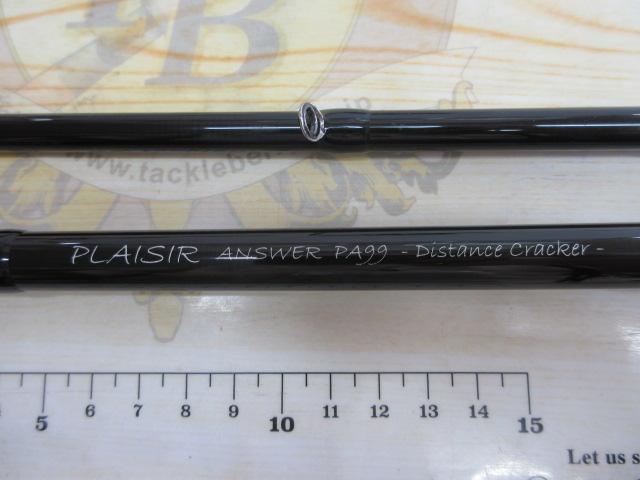 B
www.tacklebe
PLAISIR ANSWER PA99 - Distance Cracker -
5 6 7 8 9 10 11 12 13 14 15
Let us s